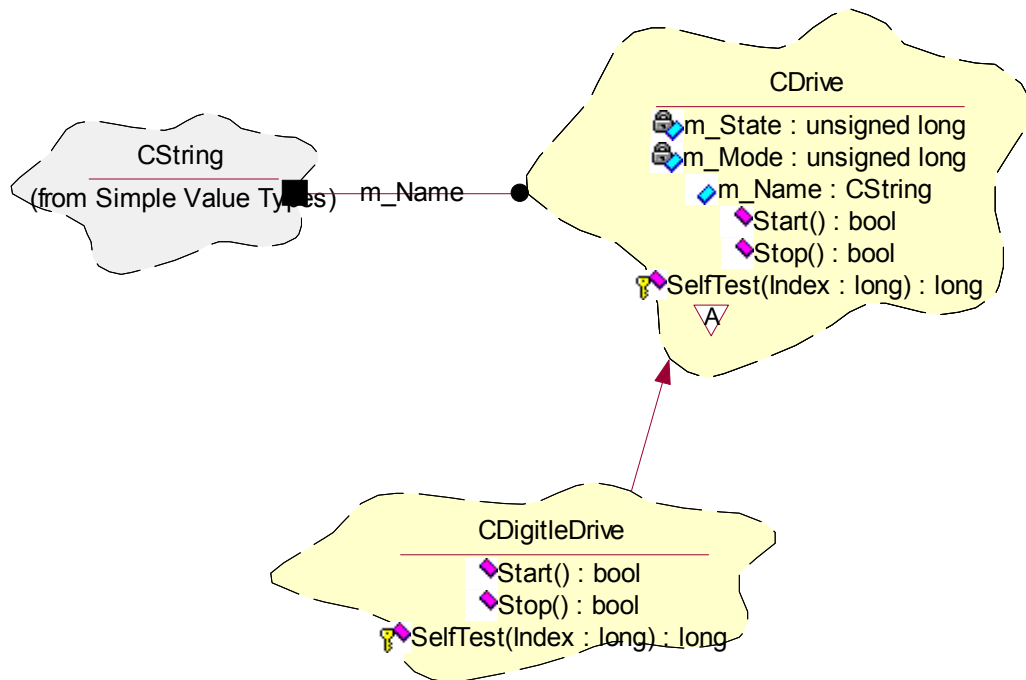 CString
(from Simple Value Types)
m_Name
CDrive
m_State : unsigned long
m_Mode : unsigned long
m_Name : CString
Start() : bool
Stop() : bool
SelfTest(Index : long) : long
A
CDigitleDrive
Start() : bool
Stop() : bool
SelfTest(Index : long) : long